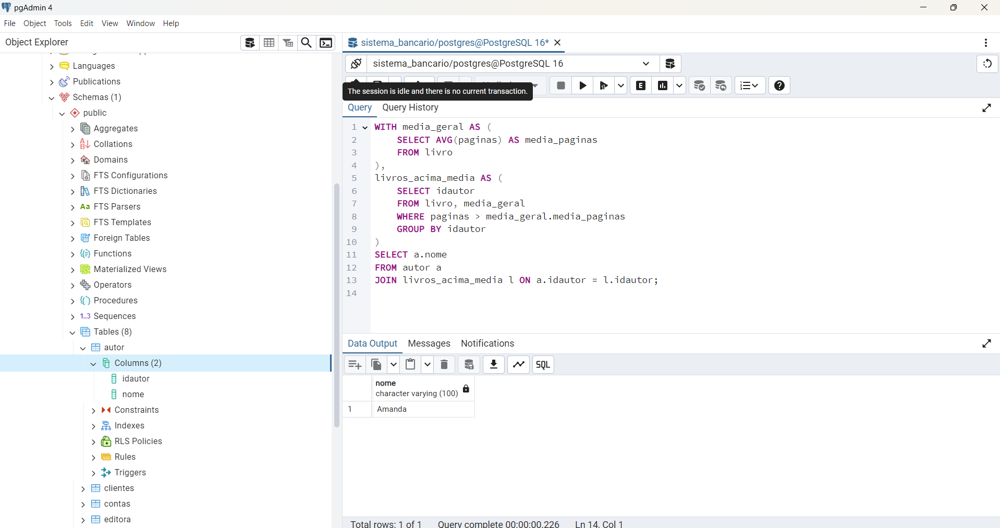 pgAdmin 4
File Object Tools Edit View Window Help
Object Explorer
Languages
Publications
Schemas (1)
public
Aggregates
Collations
Domains
FTS Configurations
FTS Dictionaries
Aa FTS Parsers
FTS Templates
Foreign Tables
Functions
Materialized Views
Operators
Procedures
1..3 Sequences
Tables (8)
autor
Columns (2)
idautor
nome
Constraints
Indexes
RLS Policies
Rules
Triggers
clientes
contas
editora
sistema_bancario/postgres@PostgreSQL 16*
sistema_bancario/postgres@PostgreSQL 16
E
The session is idle and there is no current transaction.
Query Query History
1 WITH media_geral AS (
2 SELECT AVG(paginas) AS media_paginas
3 FROM livro
4 ),
5 livros_acima_media AS (
6 SELECT idautor
7 FROM livro, media_geral
8 WHERE paginas > media_geral.media_paginas
9 GROUP BY idautor
10 )
11 SELECT a.nome
12 FROM autor a
13 JOIN livros_acima_media l ON a.idautor = l.idautor;
14
Data Output Messages Notifications
SQL
nome
character varying (100)
1 Amanda
Total rows: 1 of 1 Query complete 00:00:00.226 Ln 14, Col 1